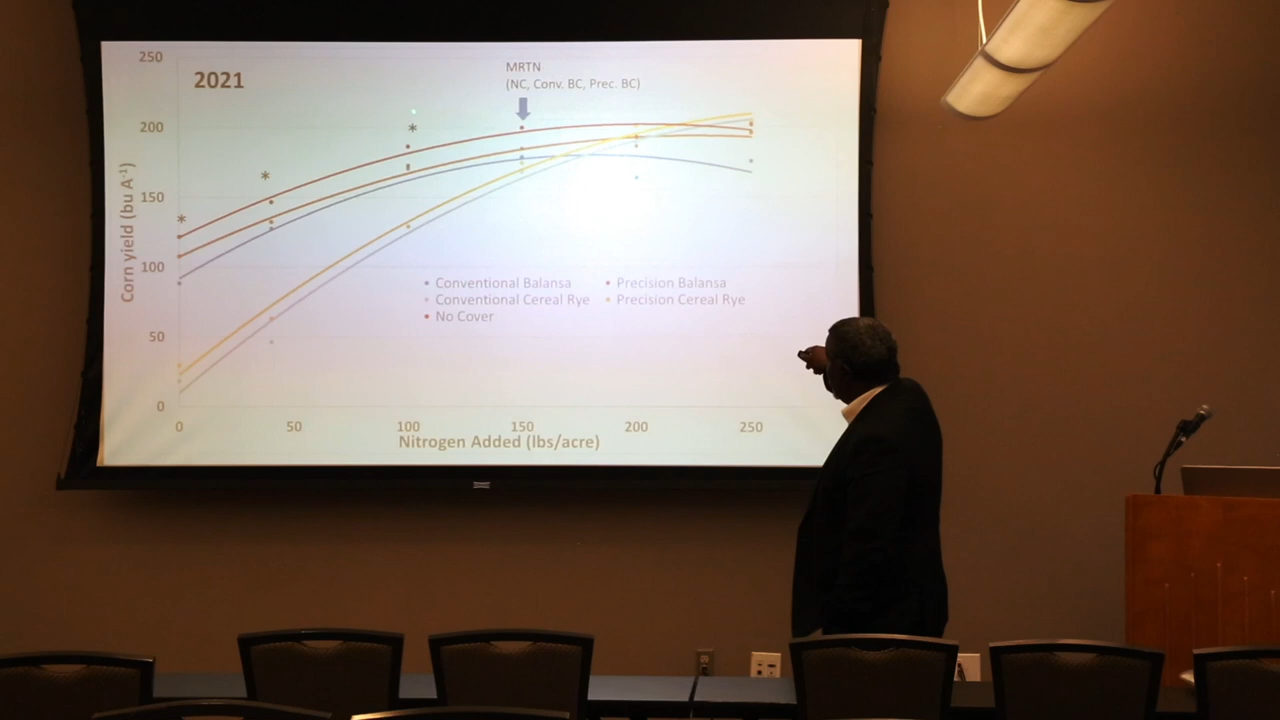 250
2021
MRTN
(NC, Conv. BC, Prec. BC)
200
*
*
*
150
Corn yield (bu A⁻¹)
100
Conventional Balansa
Precision Balansa
Conventional Cereal Rye
Precision Cereal Rye
No Cover
50
0
0 50 100 150 200 250
Nitrogen Added (lbs/acre)